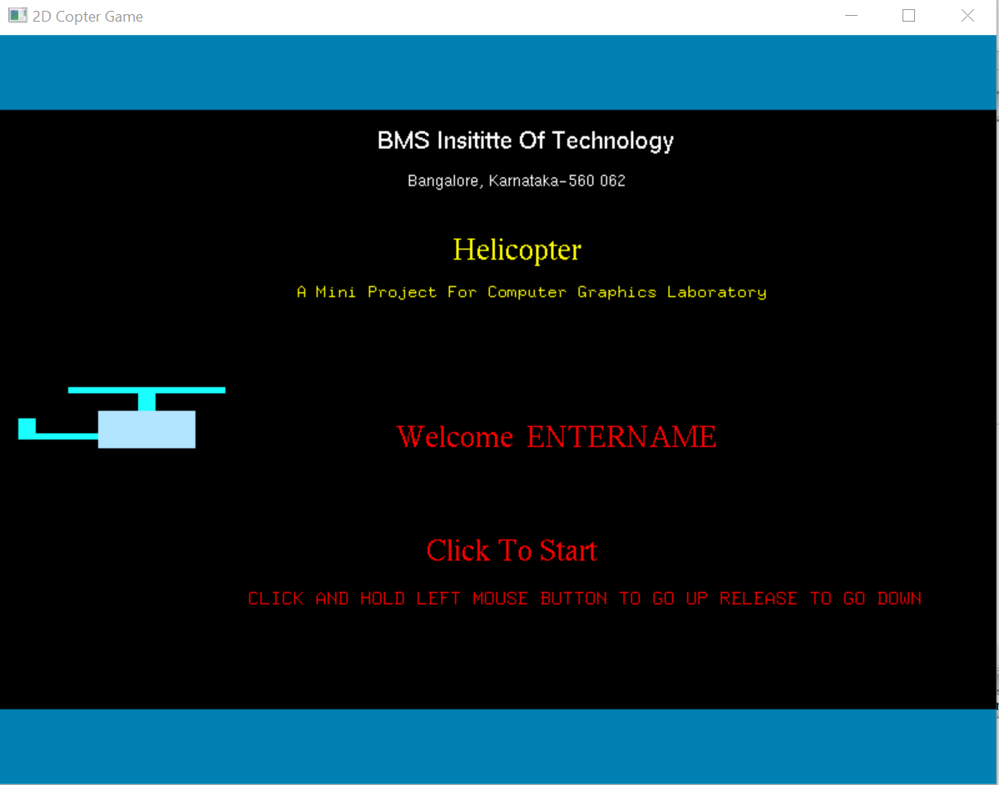 2D Copter Game
BMS Insititte Of Technology
Bangalore, Karnataka-560 062
Helicopter
A Mini Project For Computer Graphics Laboratory
Welcome ENTERNAME
Click To Start
CLICK AND HOLD LEFT MOUSE BUTTON TO GO UP RELEASE TO GO DOWN